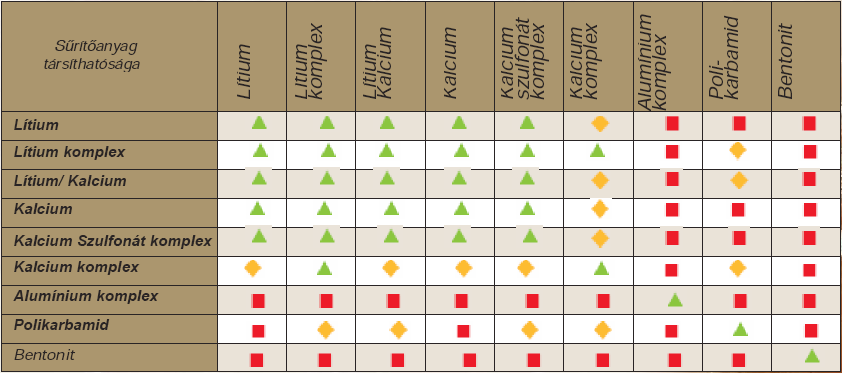 Sűrítőanyag
társíthatósága
Lítium
Lítium
komplex
Lítium
Kalcium
Kalcium
Kalcium
szulfonát
komplex
Kalcium
komplex
Alumínium
komplex
Poli-
karbamid
Bentonit
Lítium
Lítium komplex
Lítium/ Kalcium
Kalcium
Kalcium Szulfonát komplex
Kalcium komplex
Alumínium komplex
Polikarbamid
Bentonit